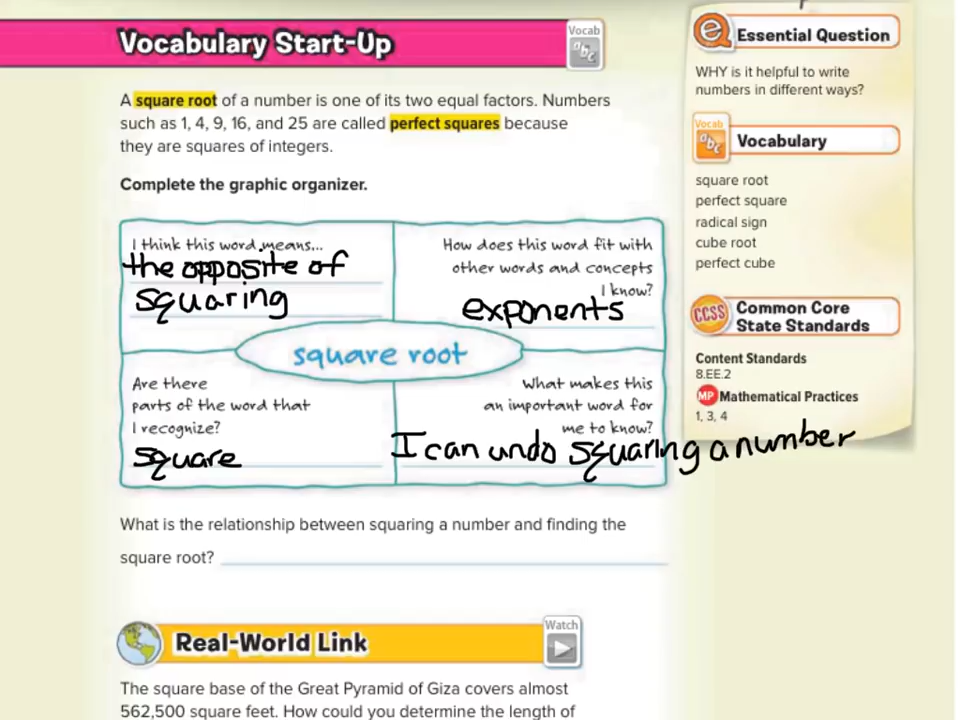 Vocabulary Start-Up
Vocab
abc
A square root of a number is one of its two equal factors. Numbers
such as 1, 4, 9, 16, and 25 are called perfect squares because
they are squares of integers.
Complete the graphic organizer.
I think this word means...
the opposite of
squaring
How does this word fit with
other words and concepts
I know?
exponents
square root
Are there
parts of the word that
I recognize?
square
What makes this
an important word for
me to know?
I can undo squaring a number
What is the relationship between squaring a number and finding the
square root?
Real-World Link
Watch
The square base of the Great Pyramid of Giza covers almost
562,500 square feet. How could you determine the length of
e Essential Question
WHY is it helpful to write
numbers in different ways?
Vocab
abc
Vocabulary
square root
perfect square
radical sign
cube root
perfect cube
CCSS
Common Core
State Standards
Content Standards
8.EE.2
MP Mathematical Practices
1, 3, 4